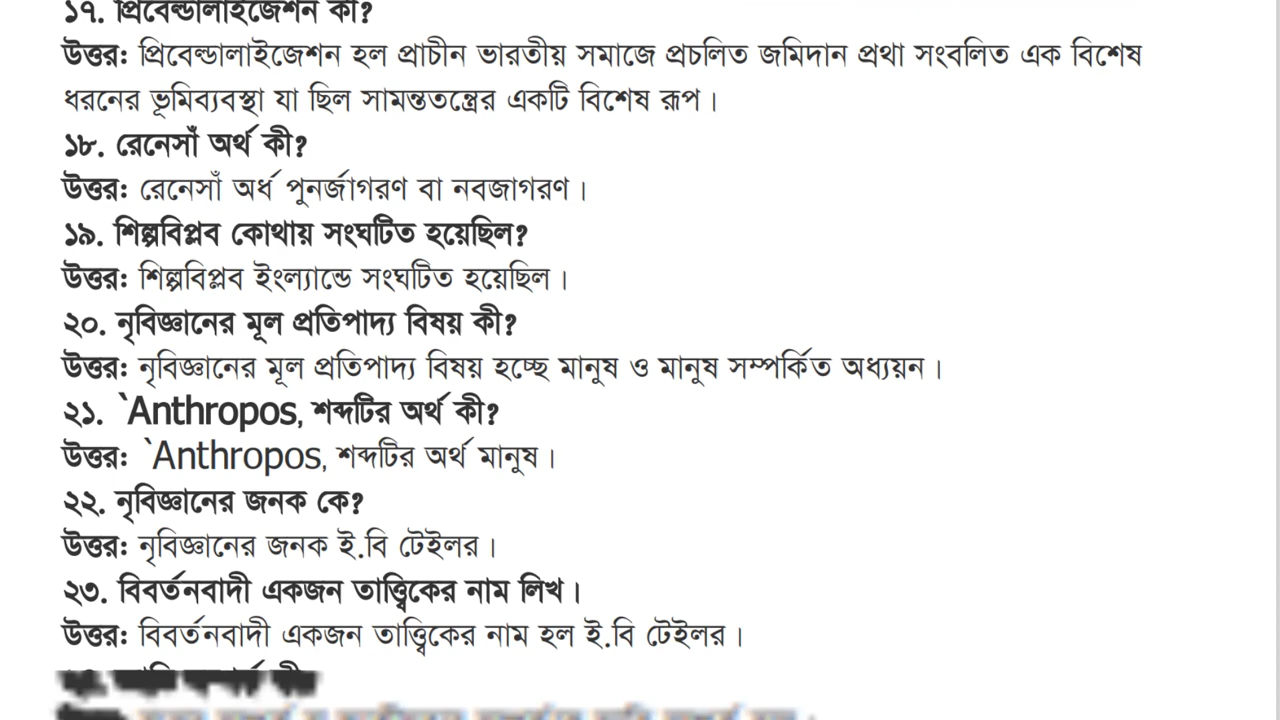 ১৭. প্রিবেন্ডালাইজেশন কী?
উত্তর: প্রিবেন্ডালাইজেশন হল প্রাচীন ভারতীয় সমাজে প্রচলিত জমিদান প্রথা সংবলিত এক বিশেষ
ধরনের ভূমিব্যবস্থা যা ছিল সামন্ততন্ত্রের একটি বিশেষ রূপ।
১৮. রেনেসাঁ অর্থ কী?
উত্তর: রেনেসাঁ অর্ধ পুনর্জাগরণ বা নবজাগরণ।
১৯. শিল্পবিপ্লব কোথায় সংঘটিত হয়েছিল?
উত্তর: শিল্পবিপ্লব ইংল্যান্ডে সংঘটিত হয়েছিল।
২০. নৃবিজ্ঞানের মূল প্রতিপাদ্য বিষয় কী?
উত্তর: নৃবিজ্ঞানের মূল প্রতিপাদ্য বিষয় হচ্ছে মানুষ ও মানুষ সম্পর্কিত অধ্যয়ন।
২১. `Anthropos, শব্দটির অর্থ কী?
উত্তর: `Anthropos, শব্দটির অর্থ মানুষ।
২২. নৃবিজ্ঞানের জনক কে?
উত্তর: নৃবিজ্ঞানের জনক ই.বি টেইলর।
২৩. বিবর্তনবাদী একজন তাত্ত্বিকের নাম লিখ।
উত্তর: বিবর্তনবাদী একজন তাত্ত্বিকের নাম হল ই.বি টেইলর।